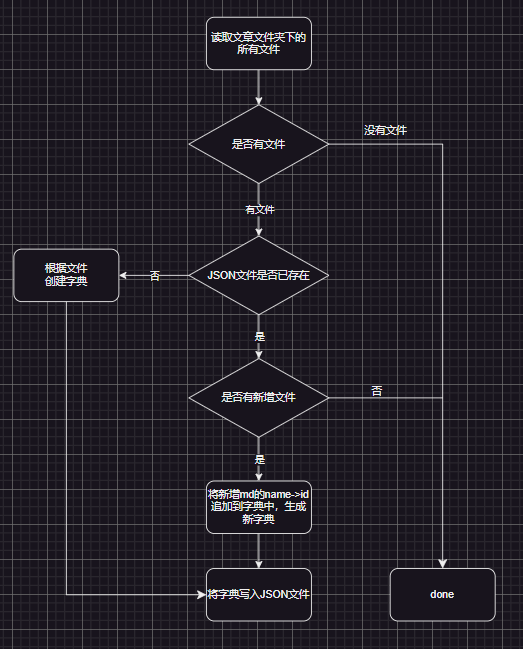 读取文章文件夹下的
所有文件
是否有文件
没有文件
有文件
JSON文件是否已存在
否
根据文件
创建字典
是
是否有新增文件
否
是
将新增md的name->id
追加到字典中，生成
新字典
将字典写入JSON文件
done